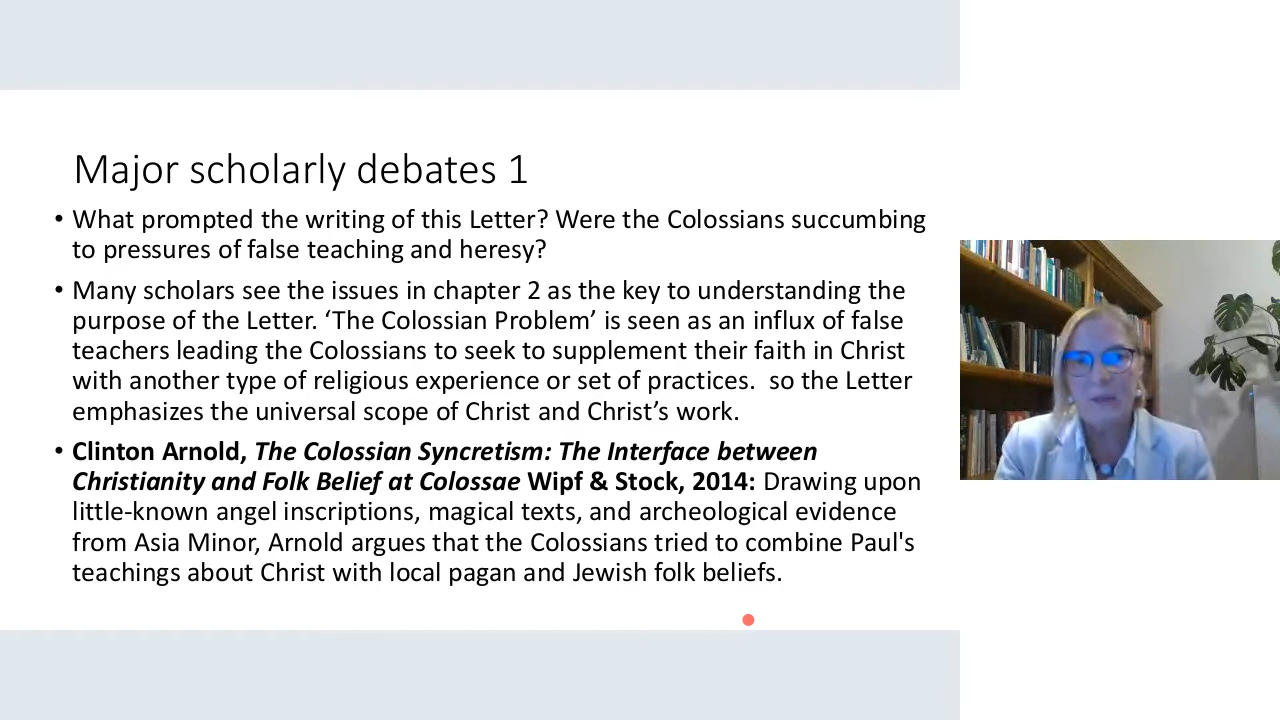 Major scholarly debates 1
• What prompted the writing of this Letter? Were the Colossians succumbing
to pressures of false teaching and heresy?
• Many scholars see the issues in chapter 2 as the key to understanding the
purpose of the Letter. ‘The Colossian Problem’ is seen as an influx of false
teachers leading the Colossians to seek to supplement their faith in Christ
with another type of religious experience or set of practices.  so the Letter
emphasizes the universal scope of Christ and Christ’s work.
• Clinton Arnold, The Colossian Syncretism: The Interface between
Christianity and Folk Belief at Colossae Wipf & Stock, 2014: Drawing upon
little-known angel inscriptions, magical texts, and archeological evidence
from Asia Minor, Arnold argues that the Colossians tried to combine Paul's
teachings about Christ with local pagan and Jewish folk beliefs.